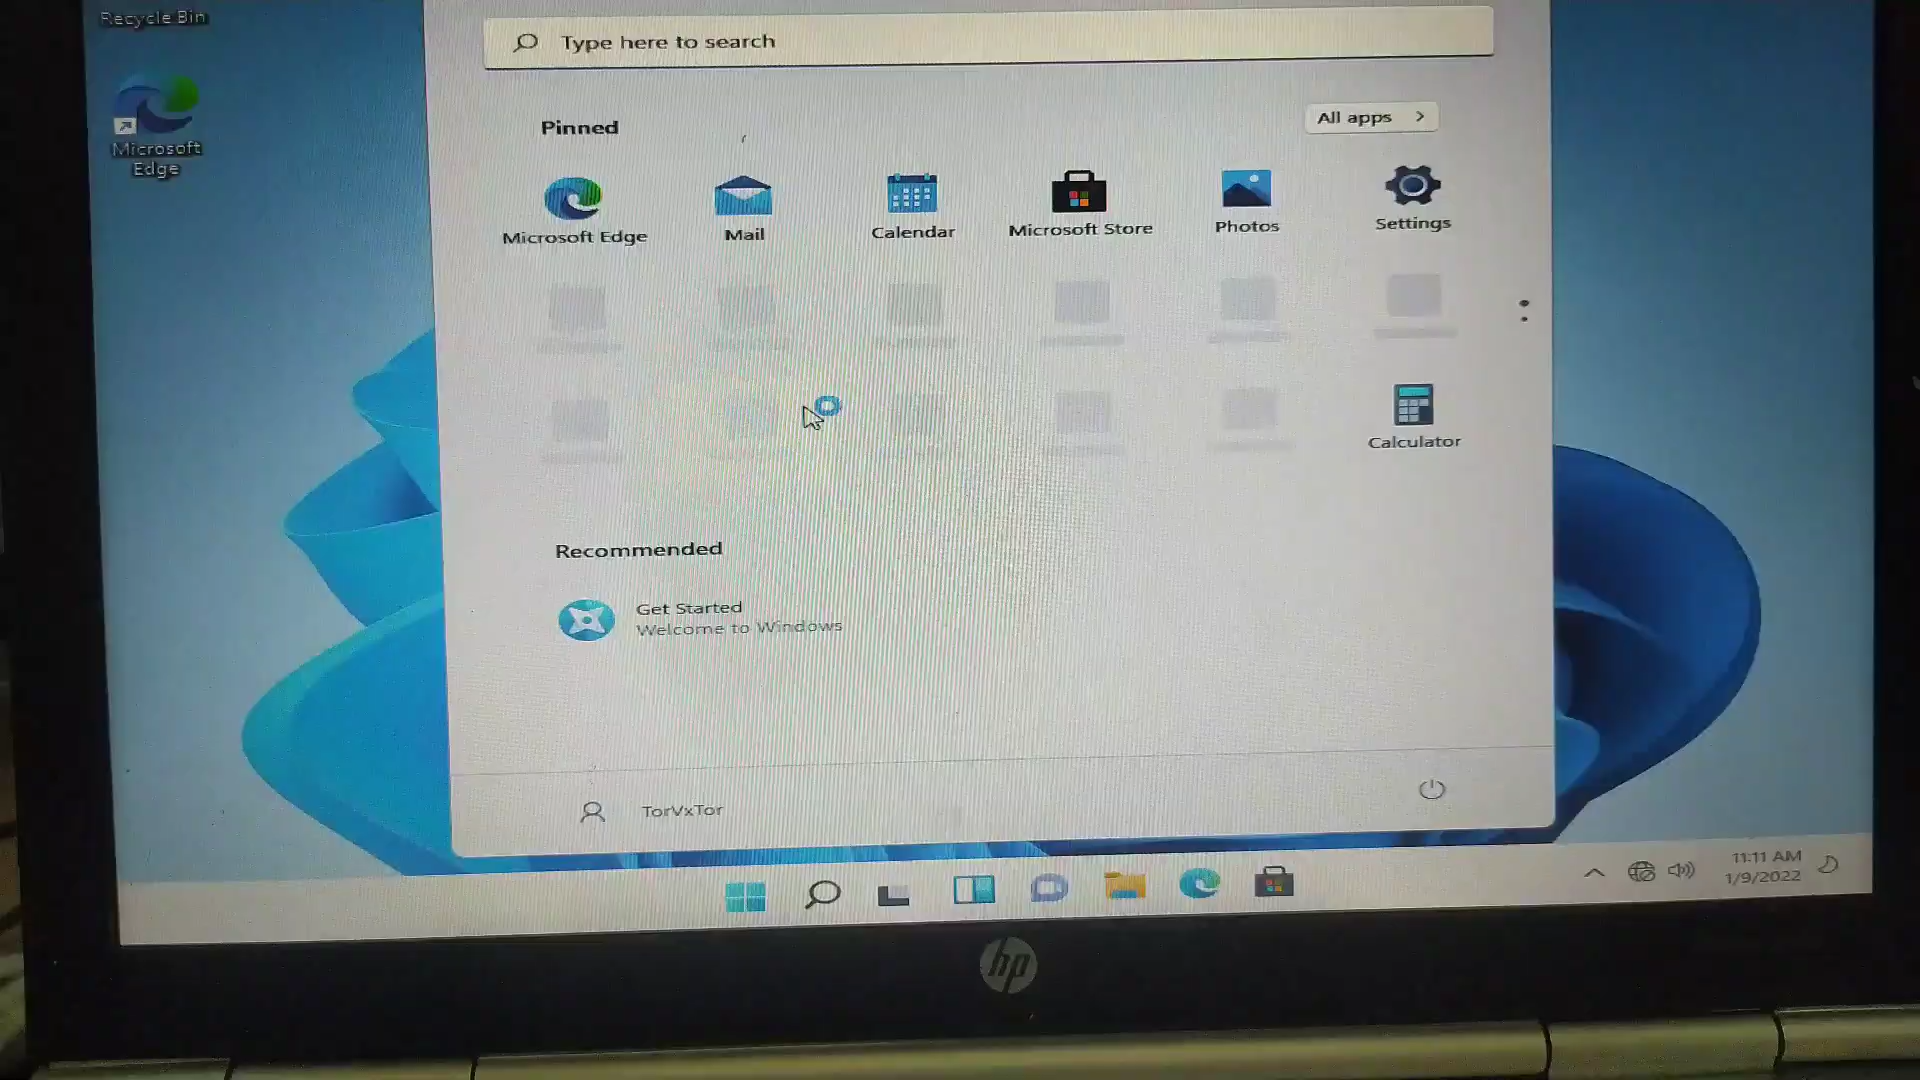 Recycle Bin
Type here to search
Pinned
All apps
Microsoft
Edge
Microsoft Edge
Mail
Calendar
Microsoft Store
Photos
Settings
Calculator
Recommended
Get Started
Welcome to Windows
TorVxTor
11:11 AM
1/9/2022
hp